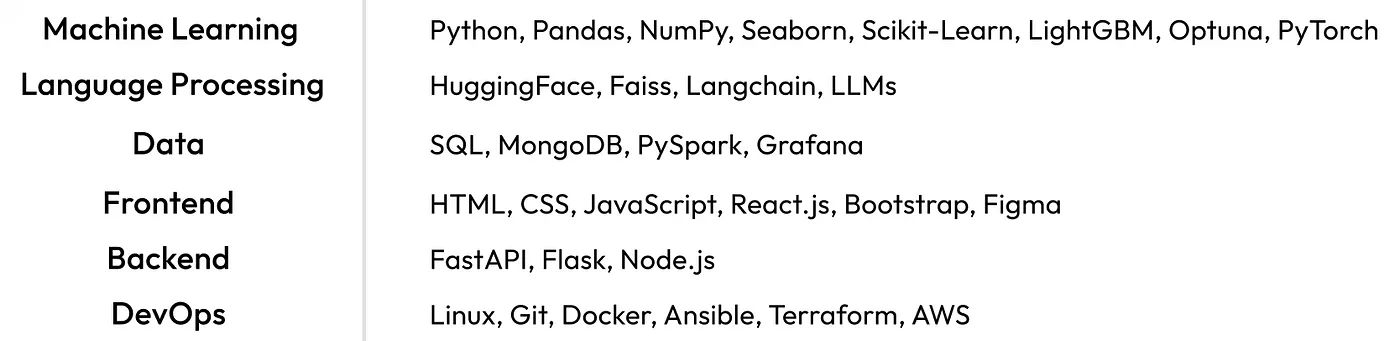 Machine Learning Python, Pandas, NumPy, Seaborn, Scikit-Learn, LightGBM, Optuna, PyTorch
Language Processing HuggingFace, Faiss, Langchain, LLMs
Data SQL, MongoDB, PySpark, Grafana
Frontend HTML, CSS, JavaScript, React.js, Bootstrap, Figma
Backend FastAPI, Flask, Node.js
DevOps Linux, Git, Docker, Ansible, Terraform, AWS